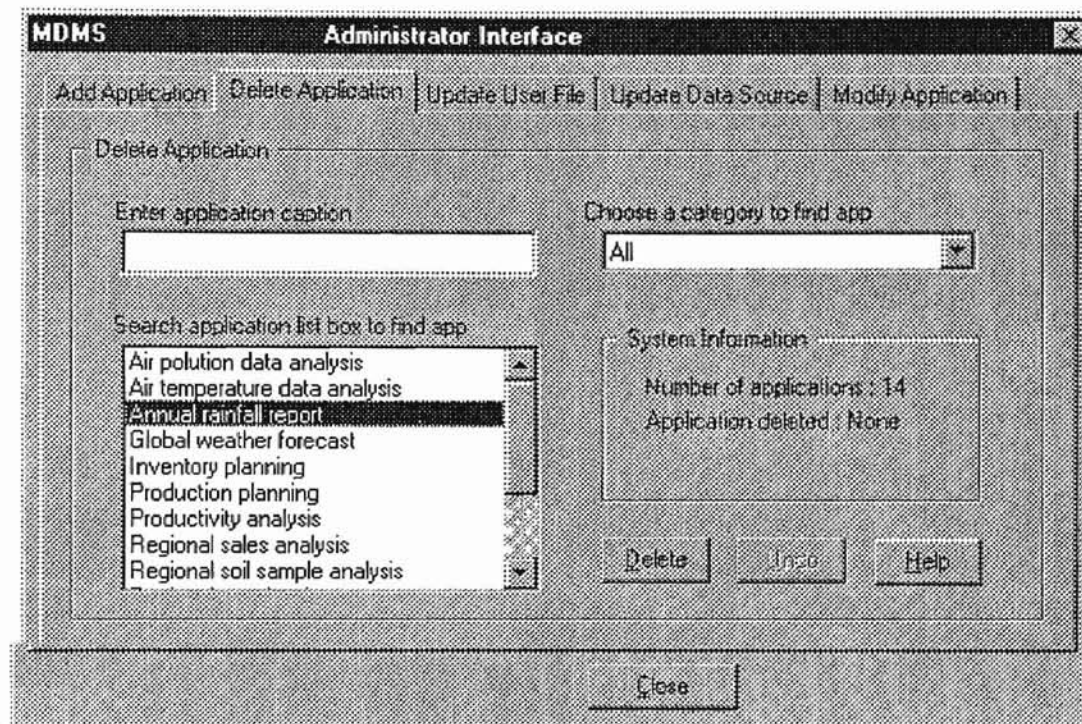 MDMS Administrator Interface
Add Application Delete Application Update User File Update Data Source Modify Application
Delete Application
Enter application caption
Choose a category to find app
All
Search application list box to find app
Air polution data analysis
Air temperature data analysis
Annual rainfall report
Global weather forecast
Inventory planning
Production planning
Productivity analysis
Regional sales analysis
Regional soil sample analysis
System Information
Number of applications : 14
Application deleted : None
Delete Undo Help
Close